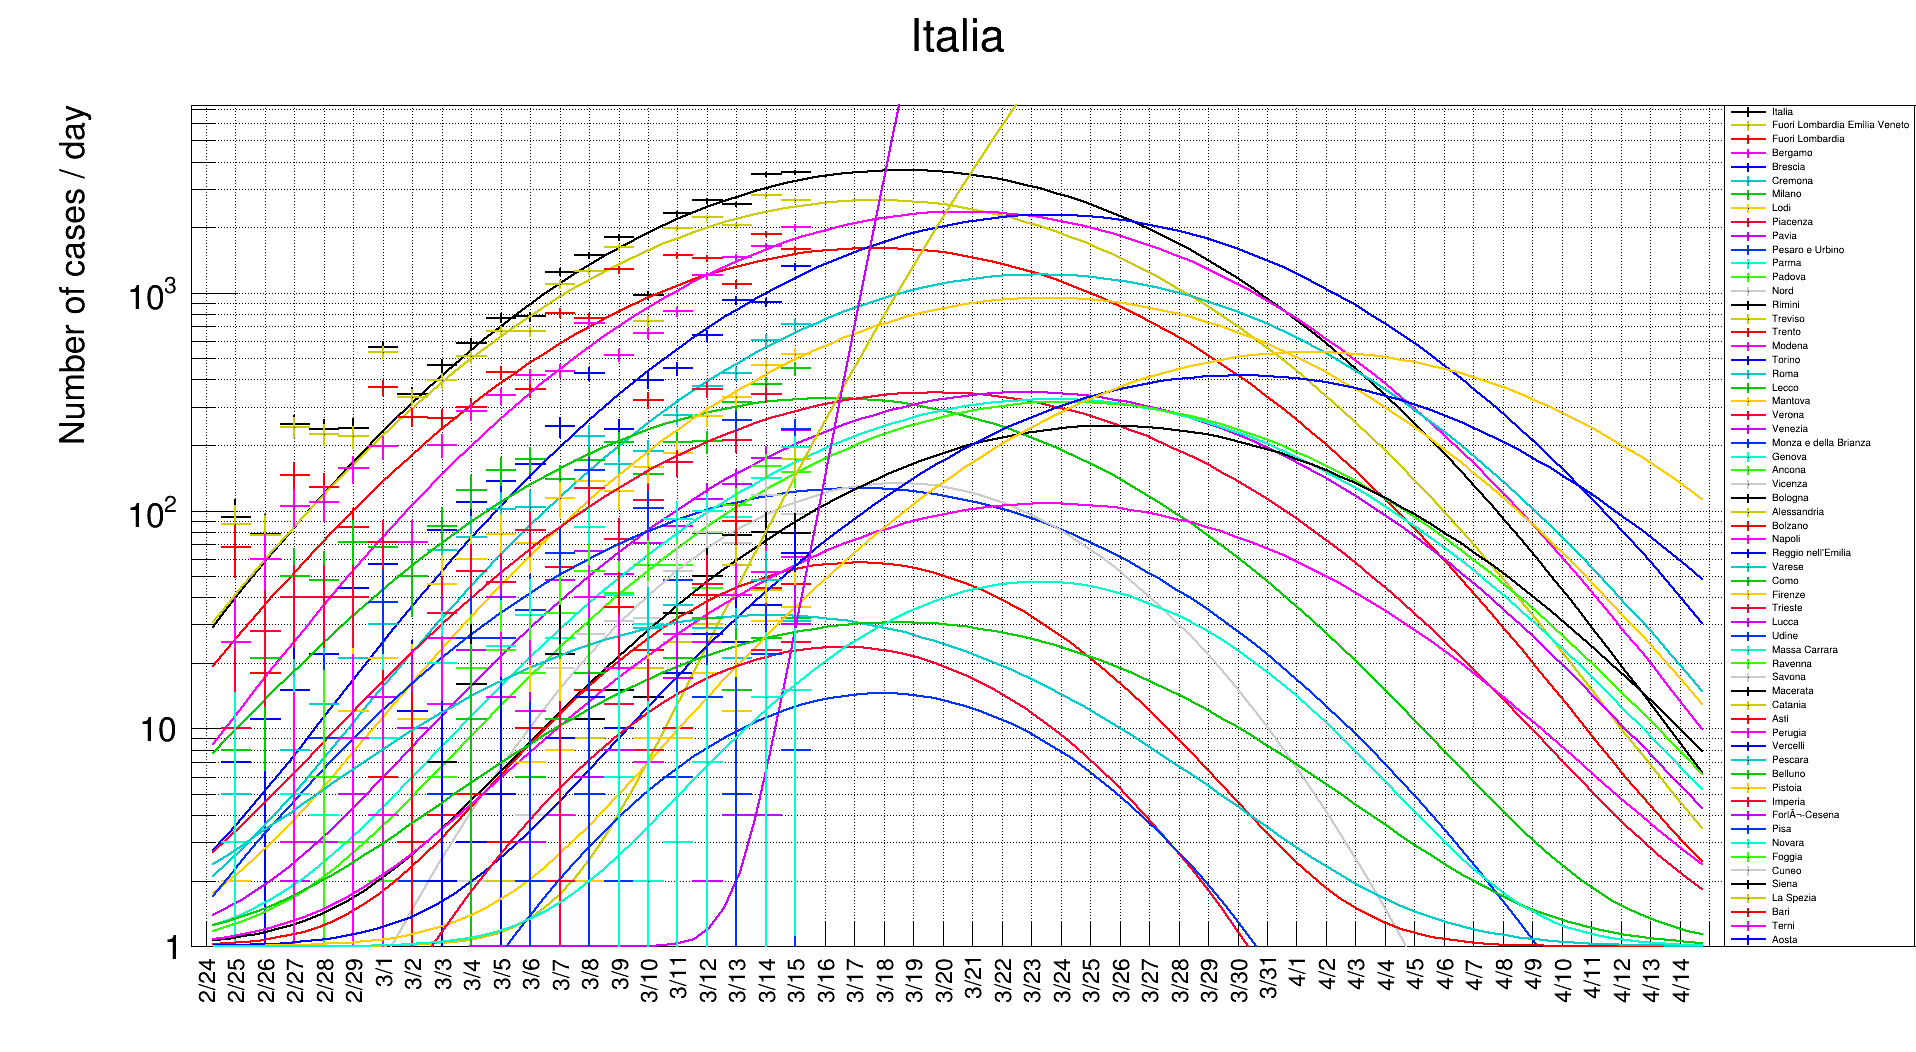 Italia
Number of cases / day
10³
10²
10
1
2/24
2/25
2/26
2/27
2/28
2/29
3/1
3/2
3/3
3/4
3/5
3/6
3/7
3/8
3/9
3/10
3/11
3/12
3/13
3/14
3/15
3/16
3/17
3/18
3/19
3/20
3/21
3/22
3/23
3/24
3/25
3/26
3/27
3/28
3/29
3/30
3/31
4/1
4/2
4/3
4/4
4/5
4/6
4/7
4/8
4/9
4/10
4/11
4/12
4/13
4/14
Italia
Fuori Lombardia Emilia Veneto
Fuori Lombardia
Bergamo
Brescia
Cremona
Milano
Lodi
Piacenza
Pavia
Pesaro e Urbino
Parma
Padova
Nord
Rimini
Treviso
Trento
Modena
Torino
Roma
Lecco
Mantova
Verona
Venezia
Monza e della Brianza
Genova
Ancona
Vicenza
Bologna
Alessandria
Bolzano
Napoli
Reggio nell'Emilia
Varese
Como
Firenze
Trieste
Lucca
Udine
Massa Carrara
Ravenna
Savona
Macerata
Catania
Asti
Perugia
Vercelli
Pescara
Belluno
Pistoia
Imperia
ForlÃ¬-Cesena
Pisa
Novara
Foggia
Cuneo
Siena
La Spezia
Bari
Terni
Aosta